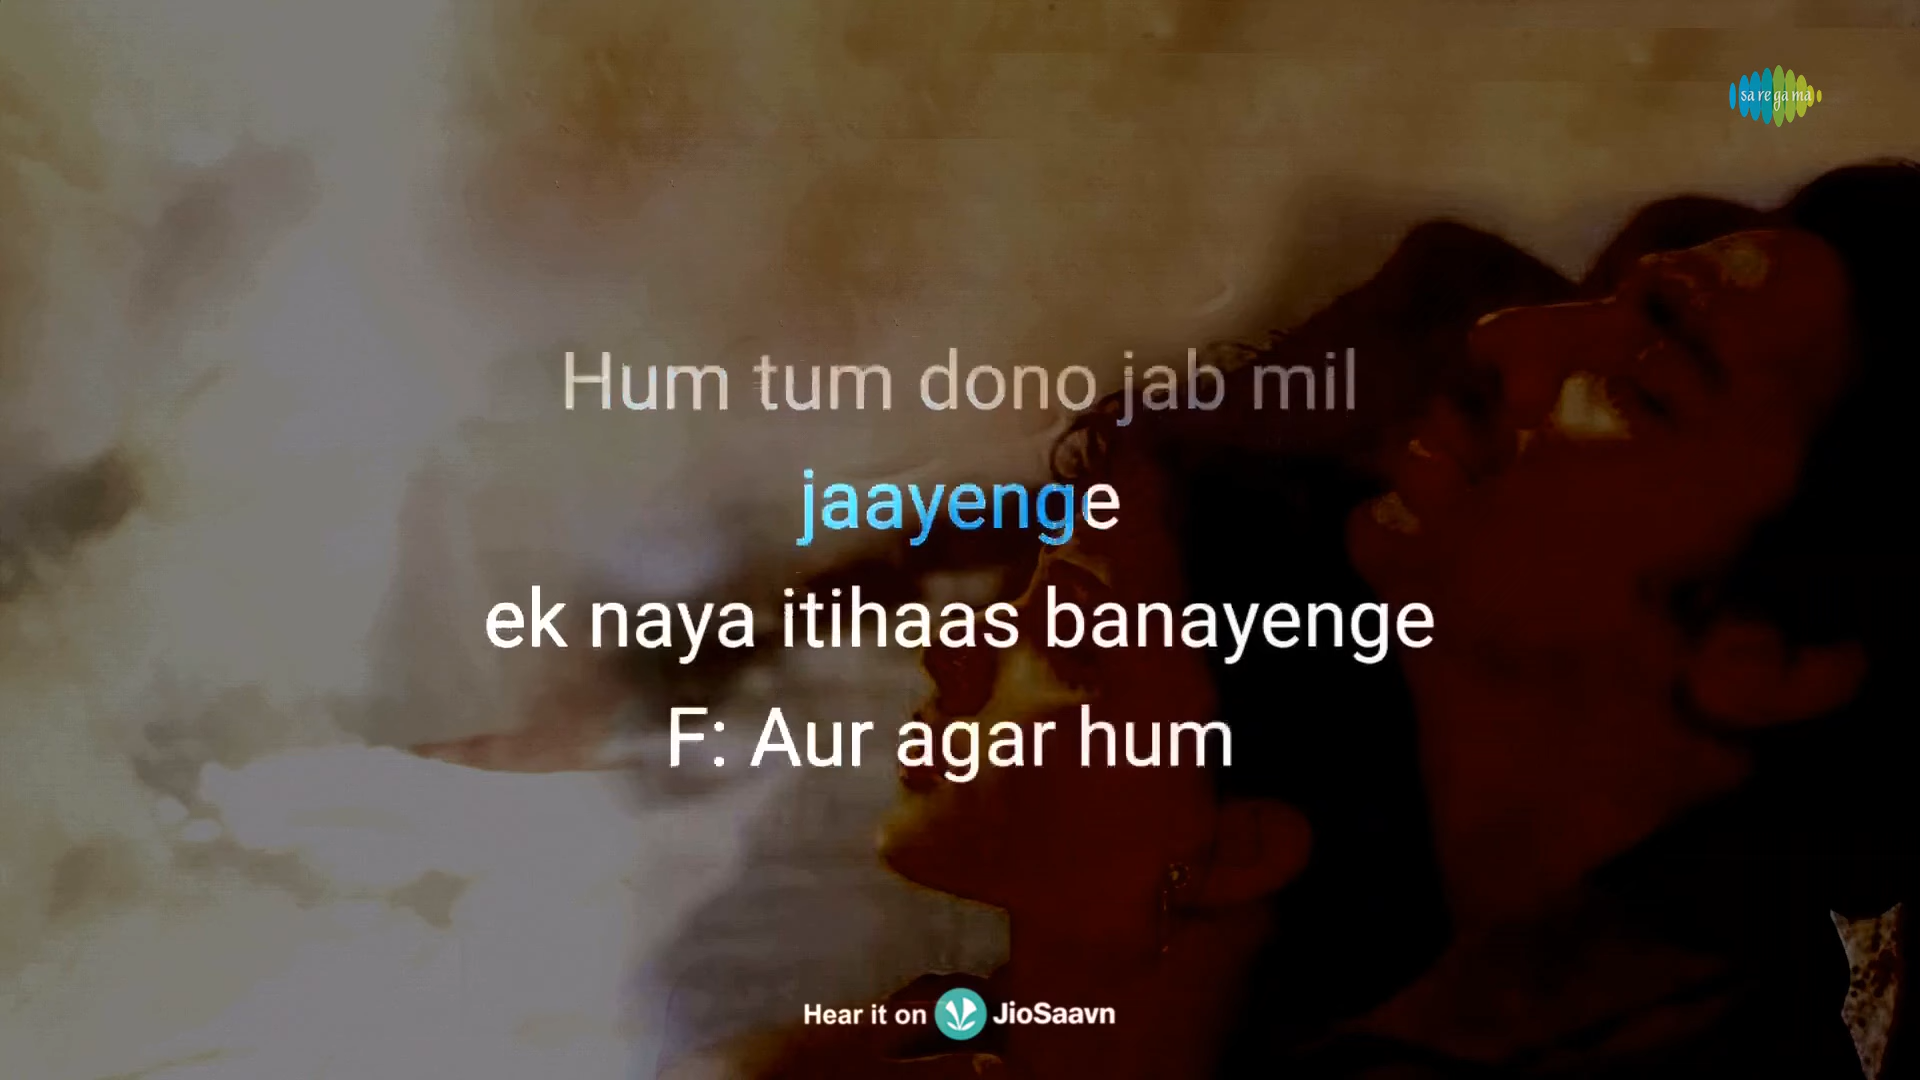 sa re ga ma
Hum tum dono jab mil
jaayenge
ek naya itihaas banayenge
F: Aur agar hum
Hear it on JioSaavn